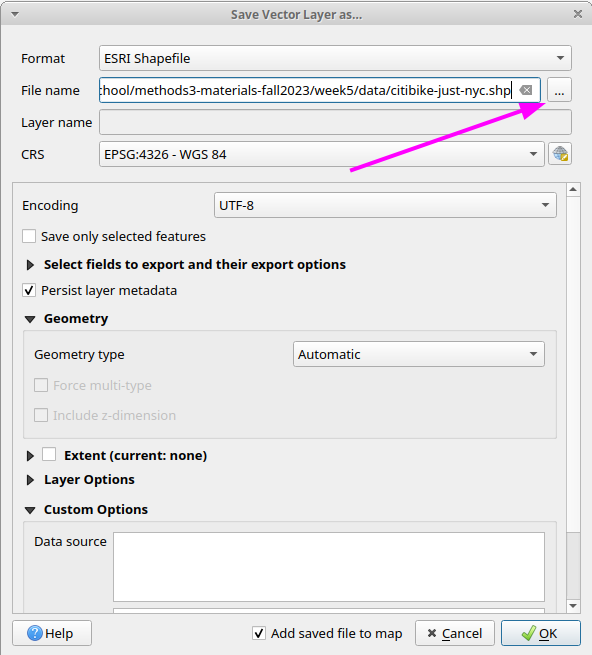 Save Vector Layer as...
Format ESRI Shapefile
File name :hool/methods3-materials-fall2023/week5/data/citibike-just-nyc.shp ...
Layer name
CRS EPSG:4326 - WGS 84
Encoding UTF-8
Save only selected features
Select fields to export and their export options
Persist layer metadata
Geometry
Geometry type Automatic
Force multi-type
Include z-dimension
Extent (current: none)
Layer Options
Custom Options
Data source
Help Add saved file to map Cancel OK